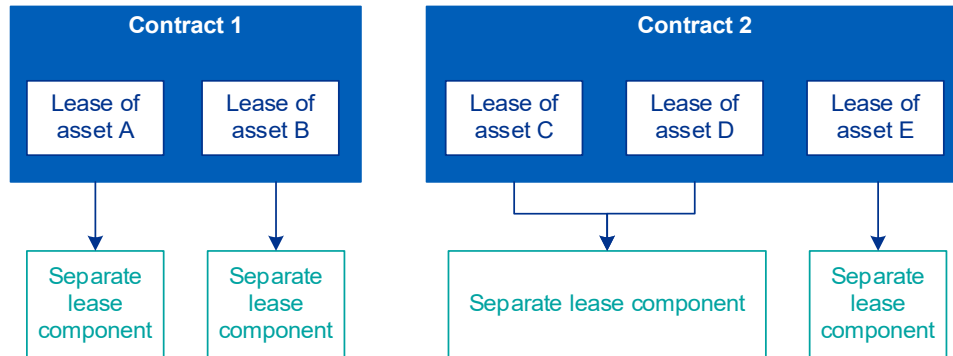 Contract 1
Lease of
asset A
Lease of
asset B
Separate
lease
component
Separate
lease
component
Contract 2
Lease of
asset C
Lease of
asset D
Lease of
asset E
Separate lease component
Separate
lease
component